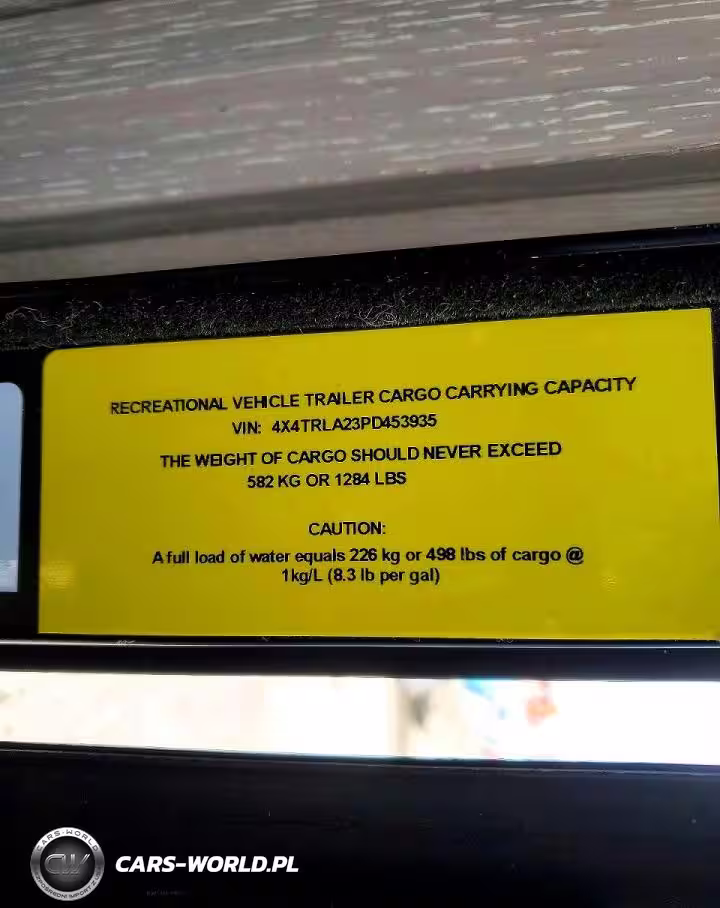 RECREATIONAL VEHICLE TRAILER CARGO CARRYING CAPACITY
VIN: 4X4TRLA23PD453935
THE WEIGHT OF CARGO SHOULD NEVER EXCEED
582 KG OR 1284 LBS
CAUTION:
A full load of water equals 226 kg or 498 lbs of cargo @
1kg/L (8.3 lb per gal)
CARS-WORLD
CARS-WORLD.PL